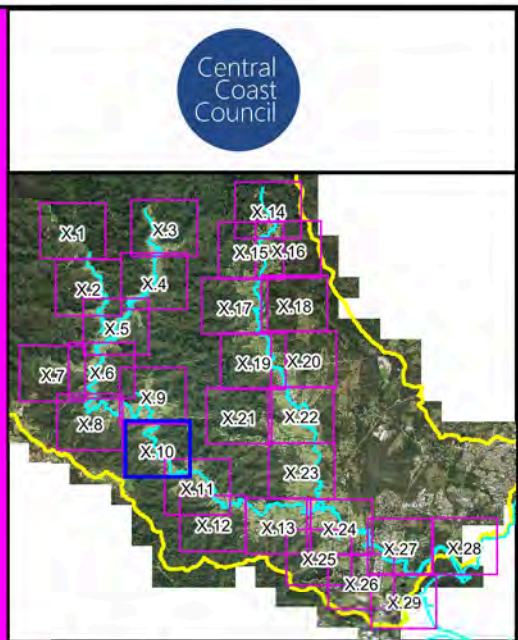 Central
Coast
Council
X.1
X.3
X.14
X.15
X.16
X.2
X.4
X.17
X.18
X.5
X.7
X.6
X.19
X.20
X.8
X.9
X.21
X.22
X.10
X.11
X.23
X.12
X.13
X.24
X.25
X.27
X.28
X.26
X.29